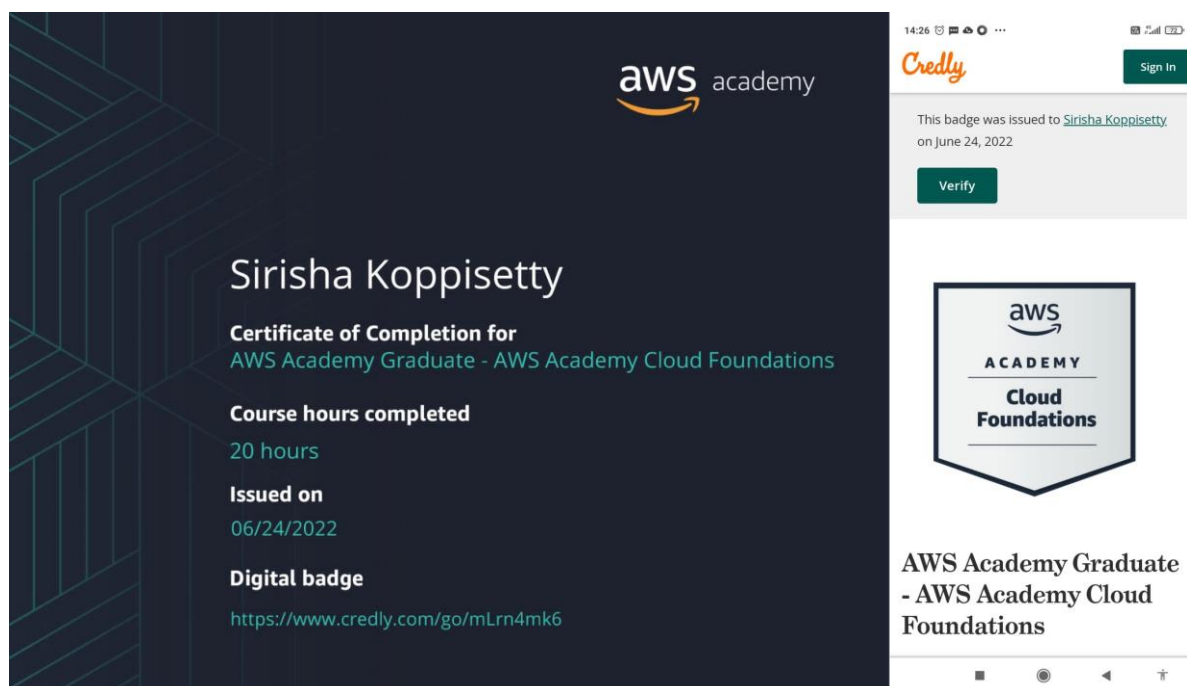 aws academy
Sirisha Koppisetty
Certificate of Completion for
AWS Academy Graduate - AWS Academy Cloud Foundations
Course hours completed
20 hours
Issued on
06/24/2022
Digital badge
https://www.credly.com/go/mLrn4mk6
14:26
72
Credly
Sign In
This badge was issued to Sirisha Koppisetty
on June 24, 2022
Verify
aws
ACADEMY
Cloud
Foundations
AWS Academy Graduate
- AWS Academy Cloud
Foundations